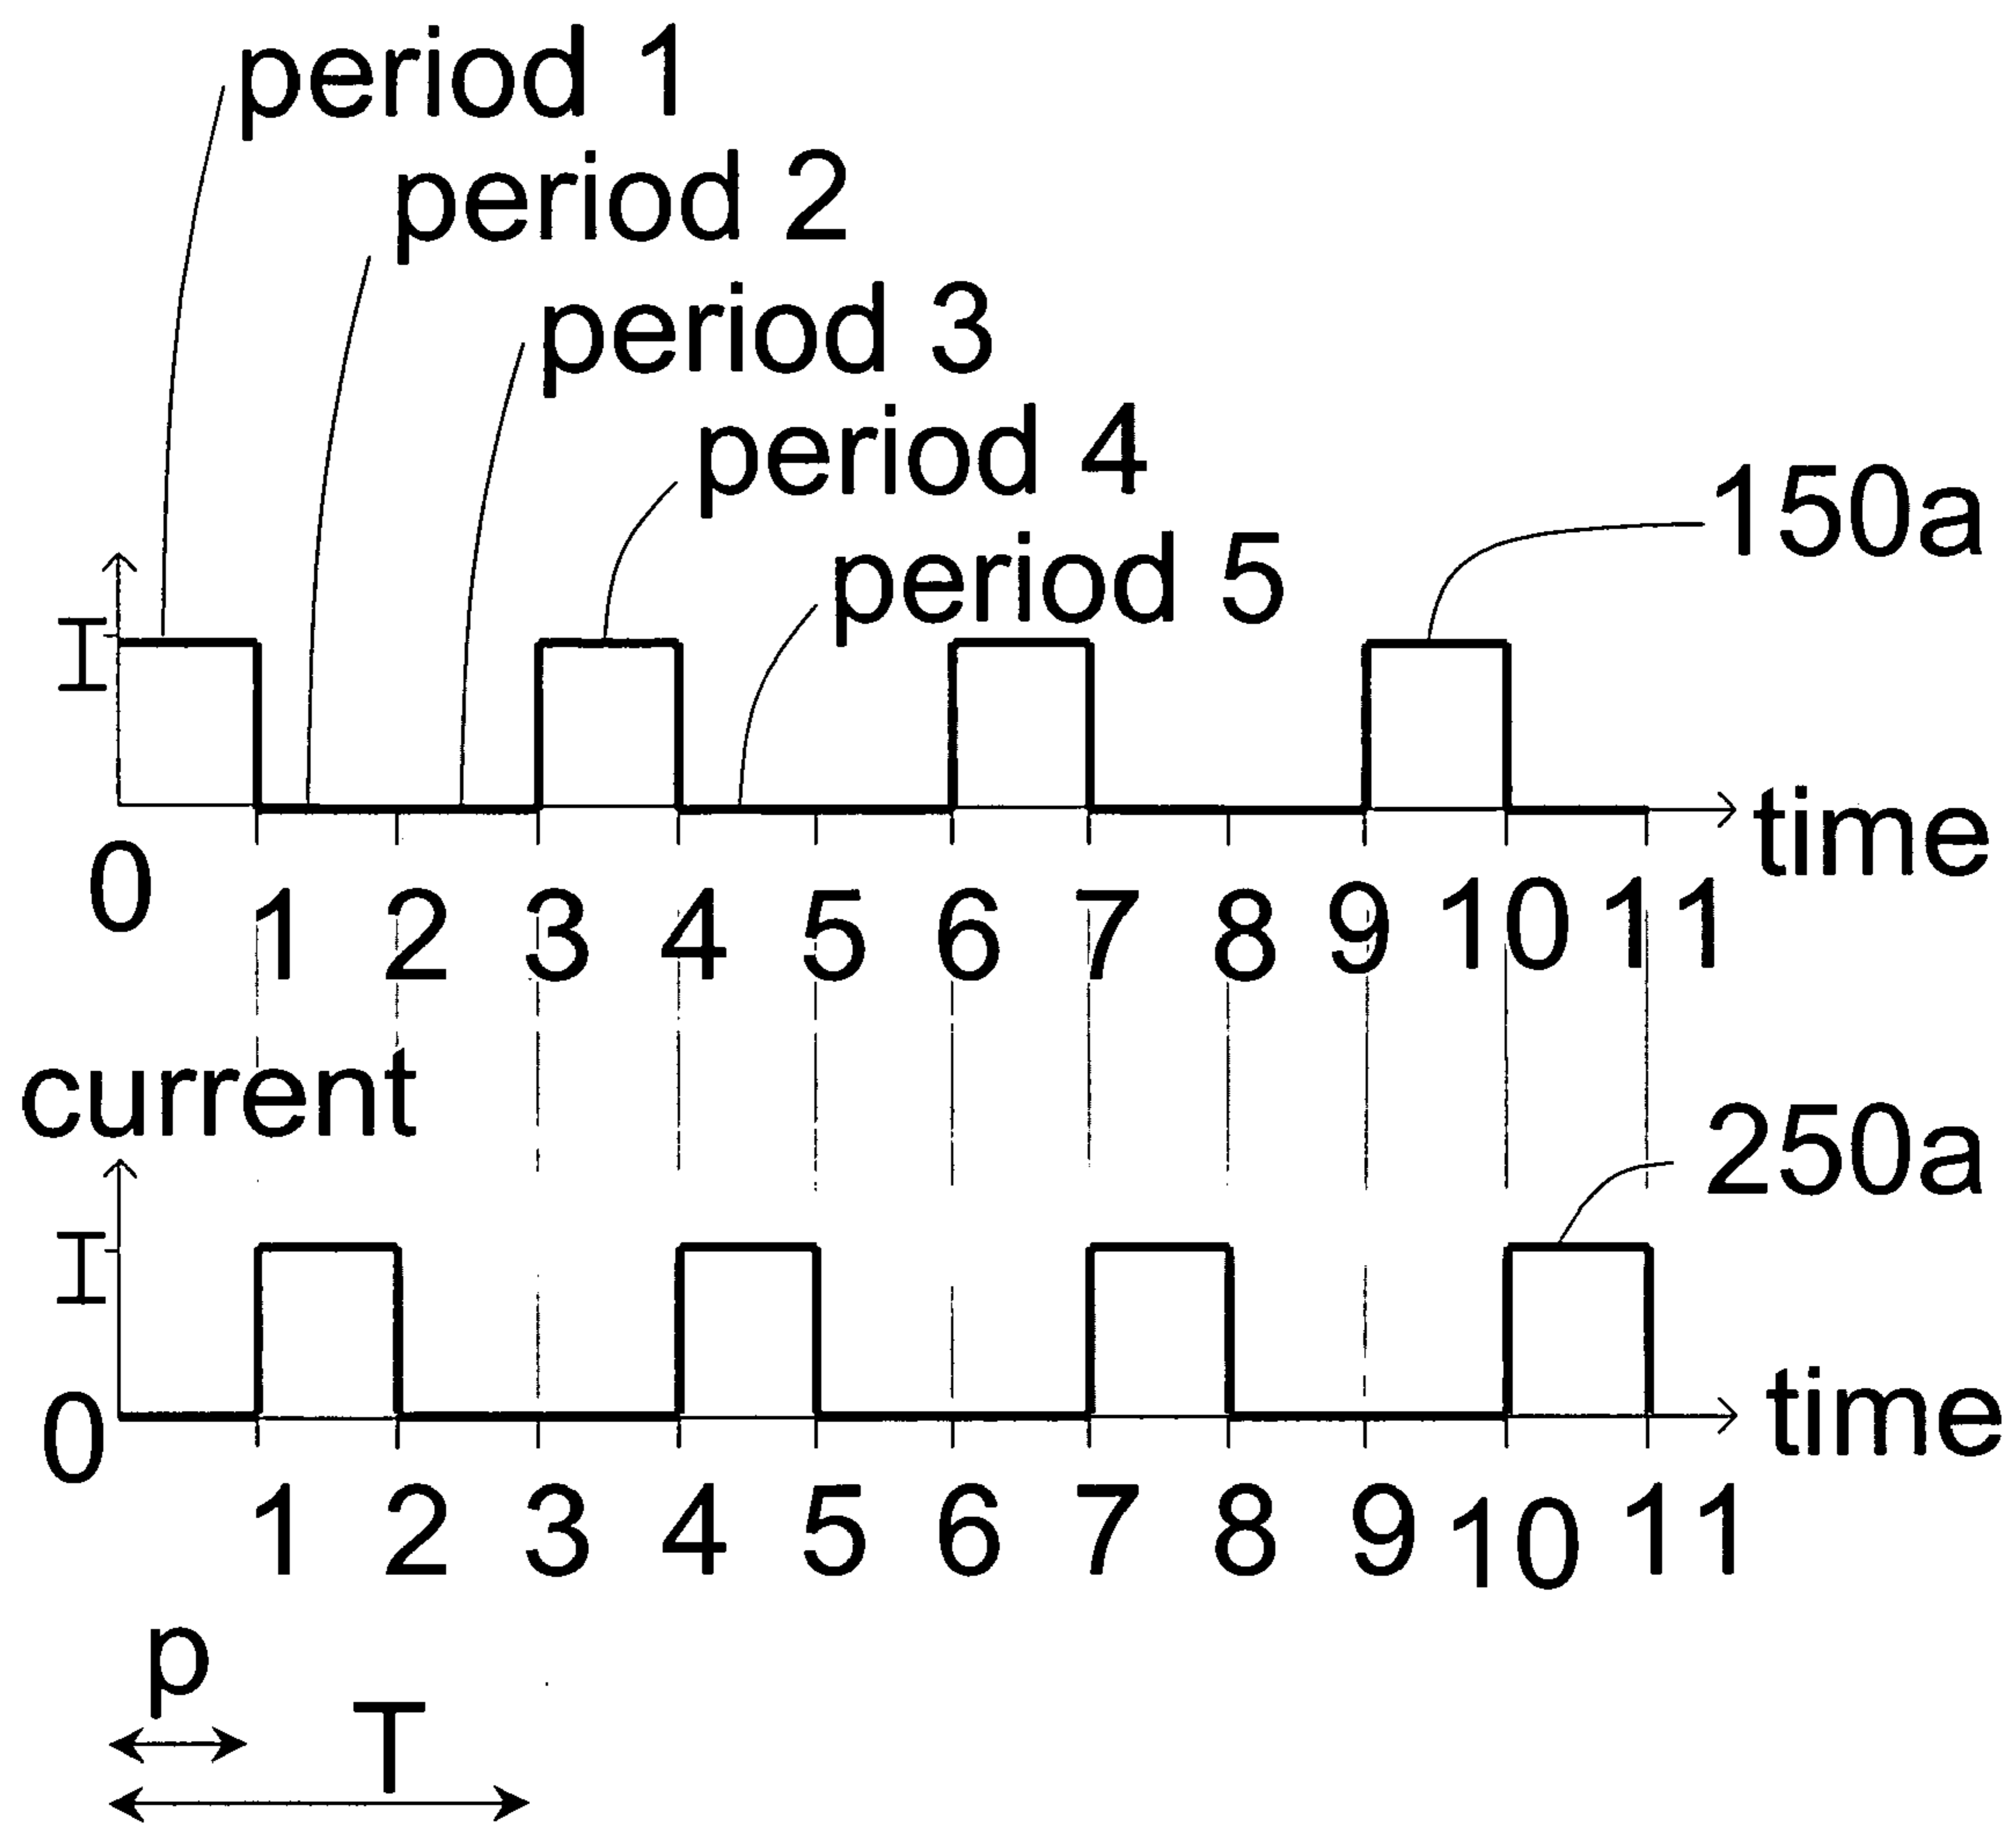 period 1
period 2
period 3
period 4
150a
period 5
I
time
0
1 2 3 4 5 6 7 8 9 10 11
current
250a
I
time
0
1 2 3 4 5 6 7 8 9 10 11
p
T